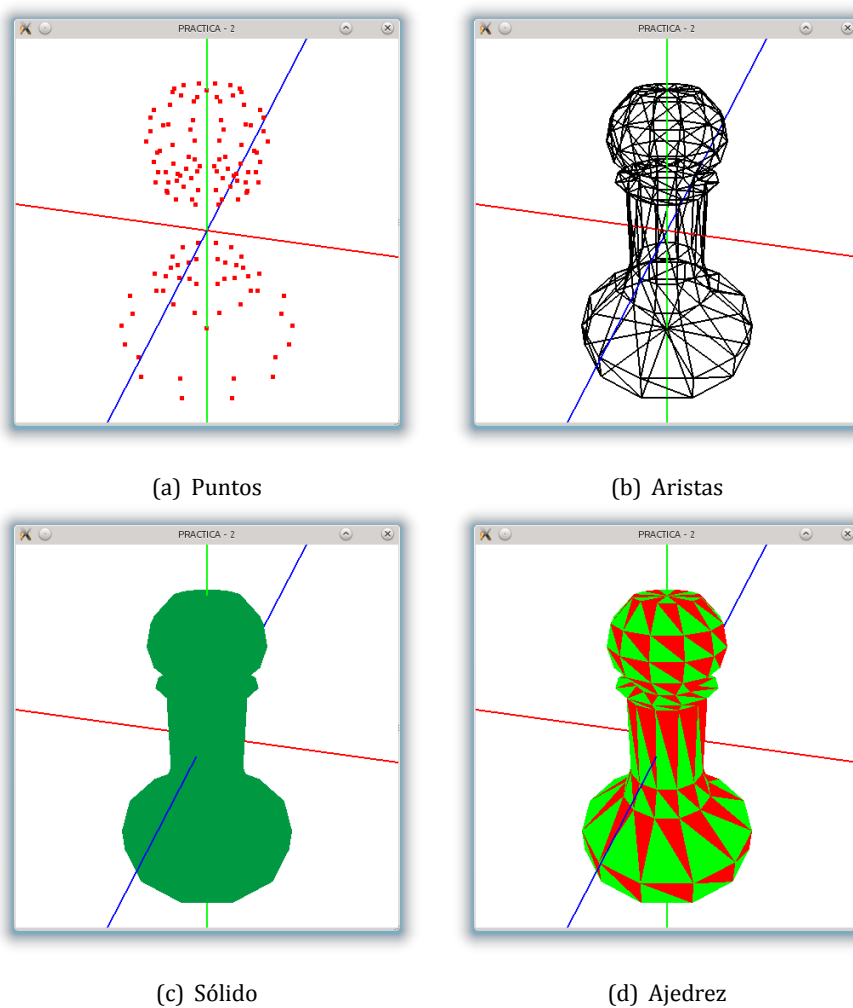 PRACTICA - 2
PRACTICA - 2
(a) Puntos
(b) Aristas
PRACTICA - 2
PRACTICA - 2
(c) Sólido
(d) Ajedrez